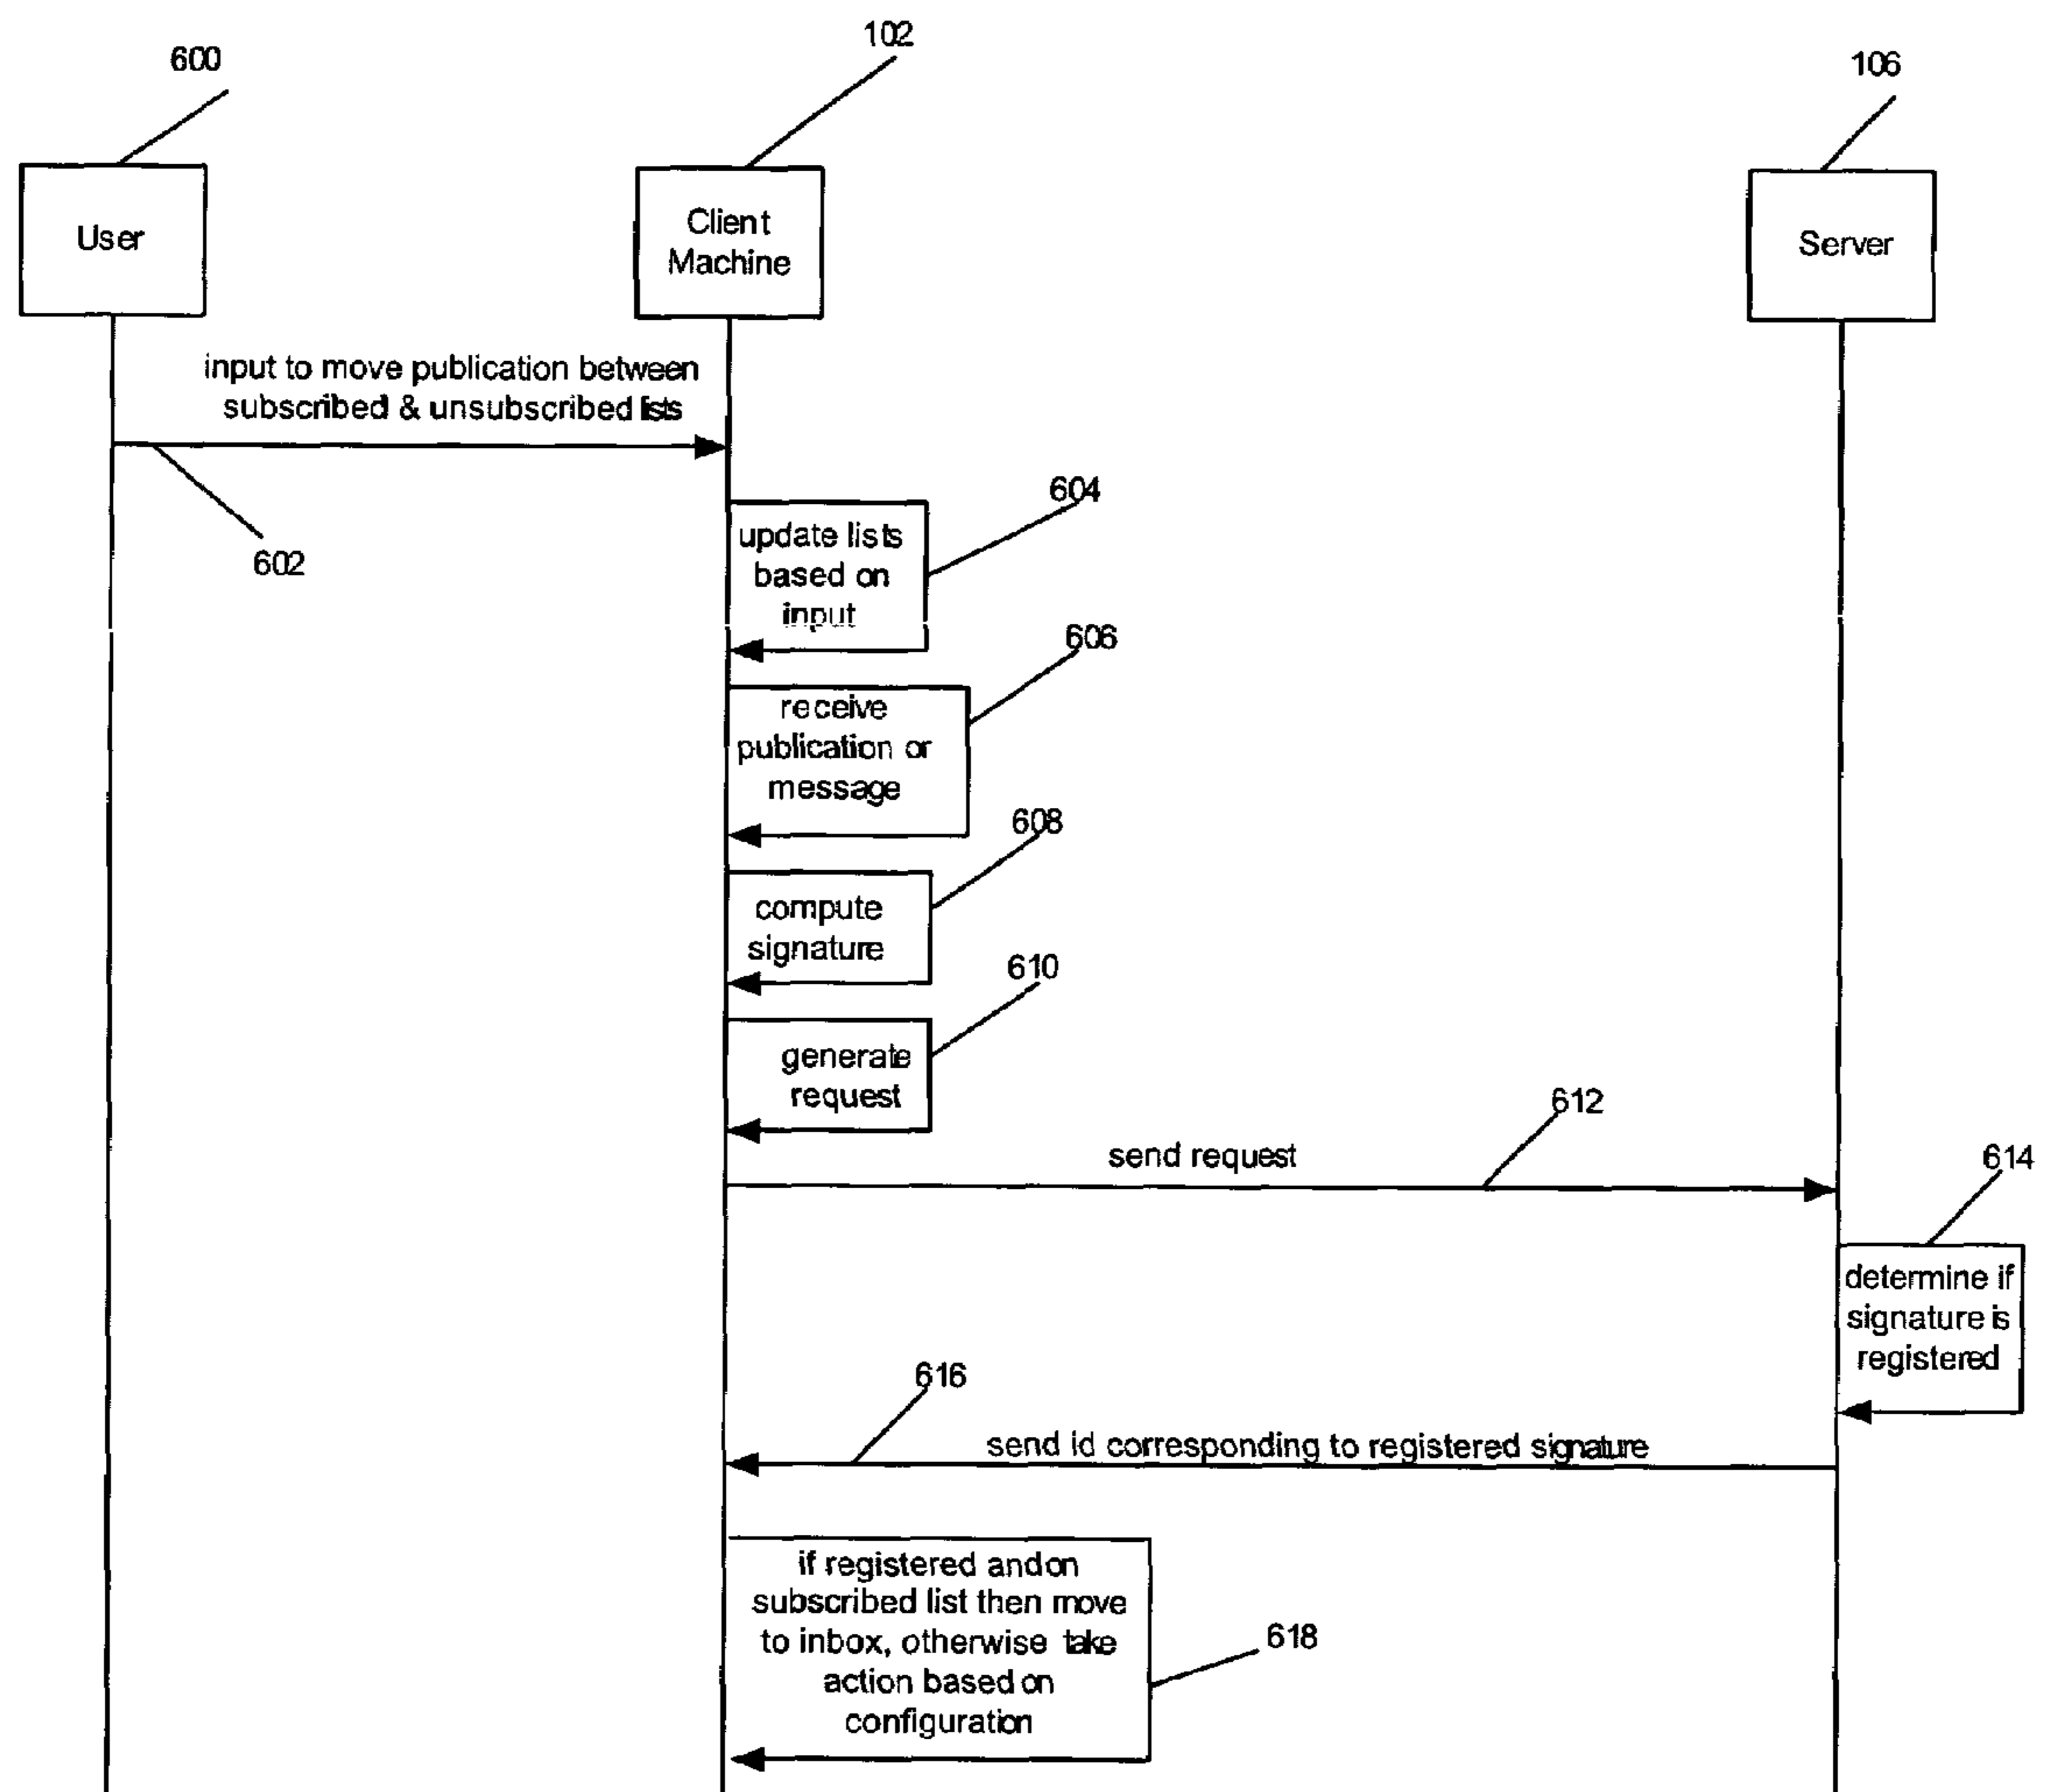 600
102
106
User
Client
Machine
Server
input to move publication between
subscribed & unsubscribed lists
602
604
update lists
based on
input
606
receive
publication or
message
608
compute
signature
610
generate
request
612
send request
614
determine if
signature is
registered
616
send id corresponding to registered signature
if registered and on
subscribed list then move
to inbox, otherwise take
action based on
configuration
618